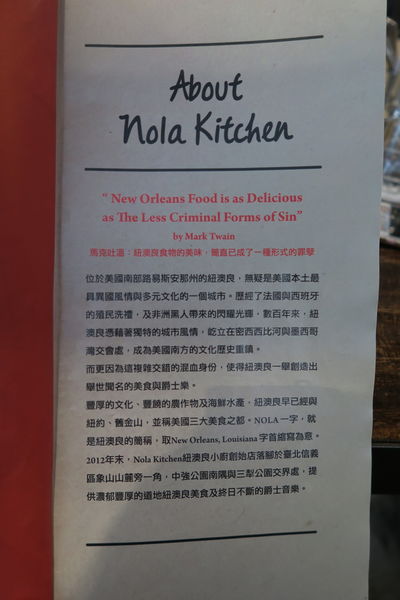 About
Nola Kitchen
“ New Orleans Food is as Delicious
as The Less Criminal Forms of Sin”
by Mark Twain
馬克吐溫：紐澳良食物的美味，簡直已成了一種形式的罪孽
位於美國南部路易斯安那州的紐澳良，無疑是美國本土最
具異國風情與多元文化的一個城市。歷經了法國與西班牙
的殖民洗禮，及非洲黑人帶來的閃耀光輝，數百年來，紐
澳良憑藉著獨特的城市風情，屹立在密西西比河與墨西哥
灣交會處，成為美國南方的文化歷史重鎮。
而更因為這複雜交錯的混血身份，使得紐澳良一舉創造出
舉世聞名的美食與爵士樂。
豐厚的文化、豐饒的農作物及海鮮水產，紐澳良早已經與
紐約、舊金山，並稱美國三大美食之都。NOLA 一字，就
是紐澳良的簡稱，取New Orleans, Louisiana 字首縮寫為意。
2012年末，Nola Kitchen紐澳良小廚創始店落腳於臺北信義
區象山山麓旁一角，中強公園南隅與三犁公園交界處，提
供濃郁豐厚的道地紐澳良美食及終日不斷的爵士音樂。